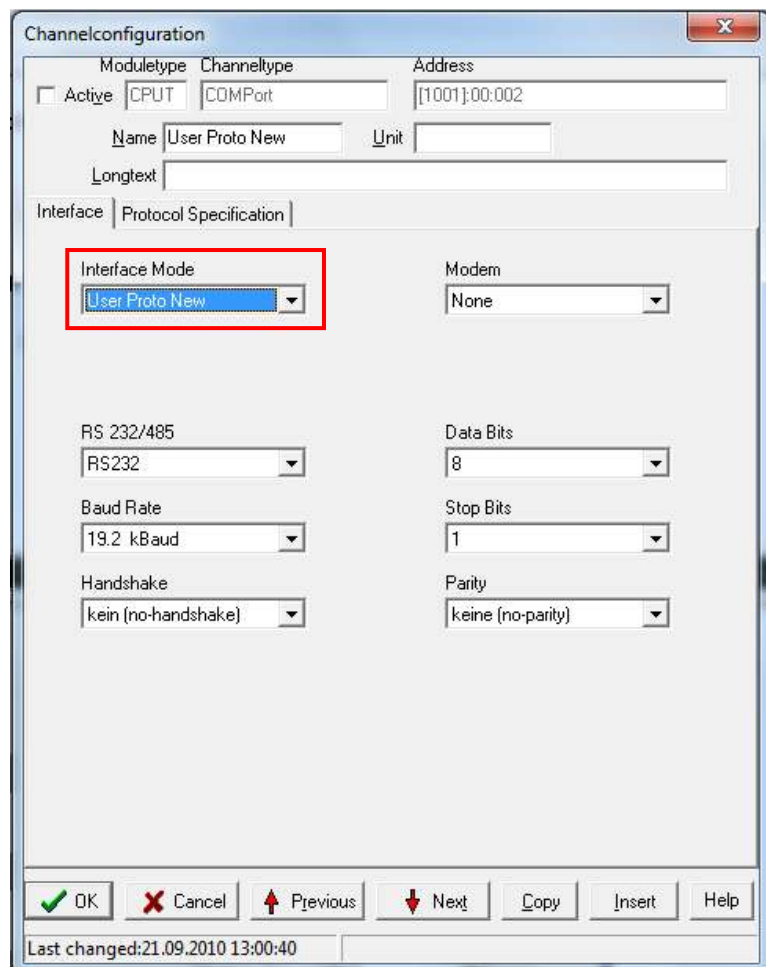 Channelconfiguration
Moduletype Channeltype Address
Active CPUT COMPort [1001]:00:002
Name User Proto New Unit
Longtext
Interface Protocol Specification
Interface Mode Modem
User Proto New None
RS 232/485 Data Bits
RS232 8
Baud Rate Stop Bits
19.2 kBaud 1
Handshake Parity
kein (no-handshake) keine (no-parity)
OK Cancel Previous Next Copy Insert Help
Last changed:21.09.2010 13:00:40